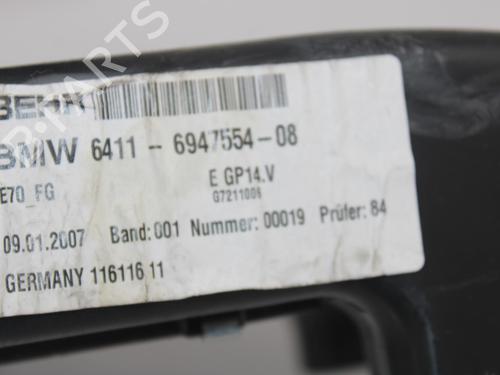 BEHR
BMW 6411 - 6947554-08
E70_FG E GP14.V
G7211006
09.01.2007 Band:001 Nummer: 00019 Prüfer: 84
GERMANY 116116 11
PARTS